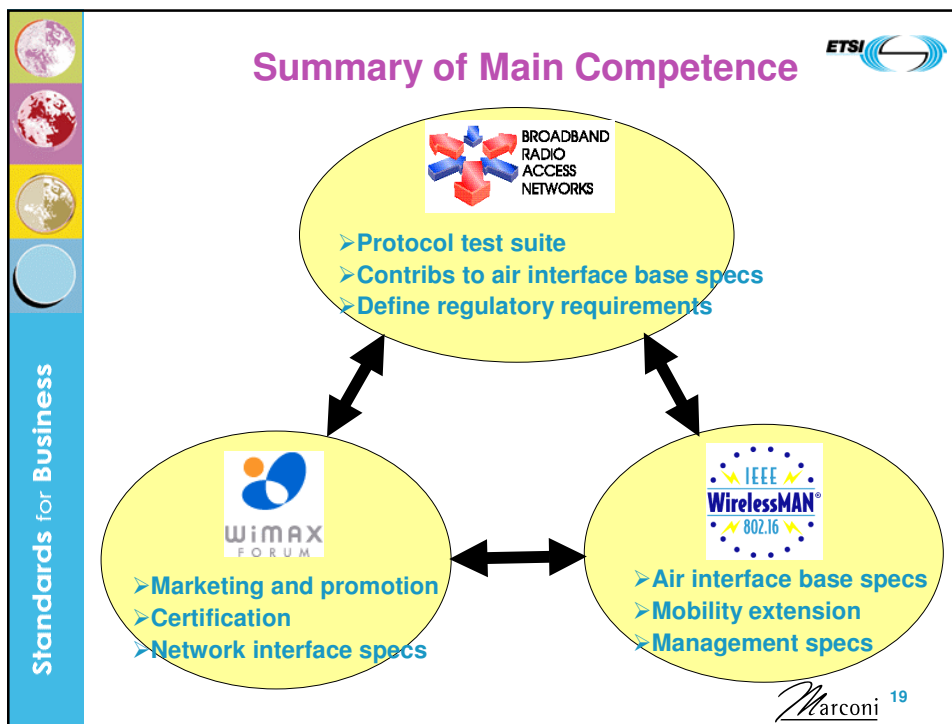 Summary of Main Competence
ETSI
BROADBAND
RADIO
ACCESS
NETWORKS
➢Protocol test suite
➢Contribs to air interface base specs
➢Define regulatory requirements
WiMAX
FORUM
➢Marketing and promotion
➢Certification
➢Network interface specs
IEEE
WirelessMAN®
802.16
➢Air interface base specs
➢Mobility extension
➢Management specs
Standards for Business
Marconi
19